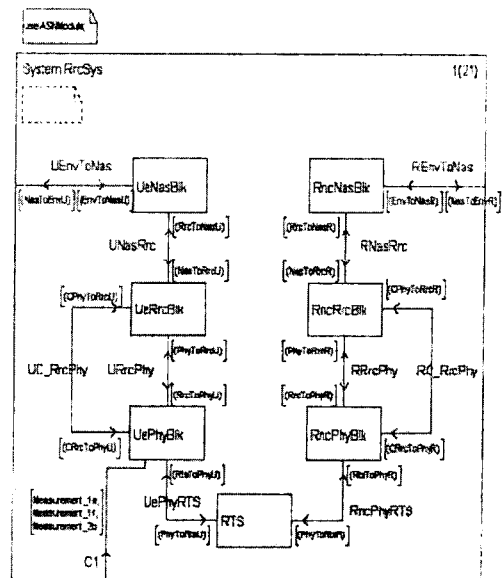 use ASNModule;
System RrcSys 1(21)
UEnvToNas REnvToNas
UeNasBlk RncNasBlk
[(NasToEnvU)] [(EnvToNasU)] [(EnvToNasR)] [(NasToEnvR)]
[(RrcToNasU)] [(RrcToNasR)]
UNasRrc RNasRrc
[(NasToRrcU)] [(NasToRrcR)]
[(CPhyToRrcU)] [(CPhyToRrcR)]
UeRrcBlk RncRrcBlk
[(PhyToRrcU)] [(PhyToRrcR)]
UC_RrcPhy URrcPhy RRrcPhy RC_RrcPhy
[(RrcToPhyU)] [(RrcToPhyR)]
UePhyBlk RncPhyBlk
[(CRrcToPhyU)] [(CRrcToPhyR)]
[(RtsToPhyU)] [(RtsToPhyR)]
Measurement_1e,
Measurement_1f,
Measurement_2b
UePhyRTS RTS RncPhyRTS
[(PhyToRtsU)] [(PhyToRtsR)]
C1